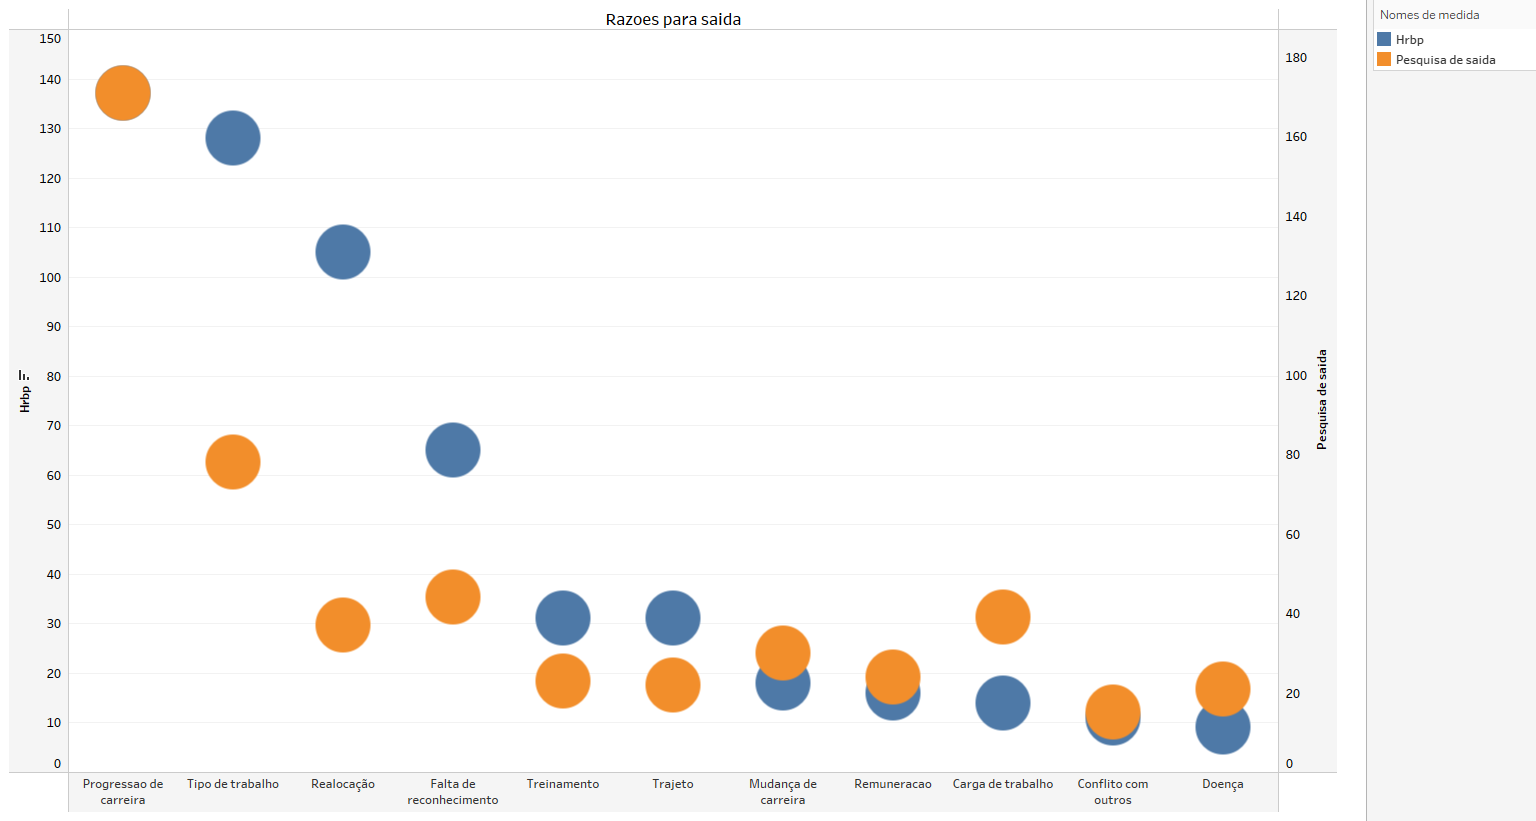 Razoes para saida
Nomes de medida
Hrbp
Pesquisa de saida
150
140
130
120
110
100
90
80
70
60
50
40
30
20
10
0
Hrbp
180
160
140
120
100
80
60
40
20
0
Pesquisa de saida
Progressao de
carreira
Tipo de trabalho
Realocação
Falta de
reconhecimento
Treinamento
Trajeto
Mudança de
carreira
Remuneracao
Carga de trabalho
Conflito com
outros
Doença